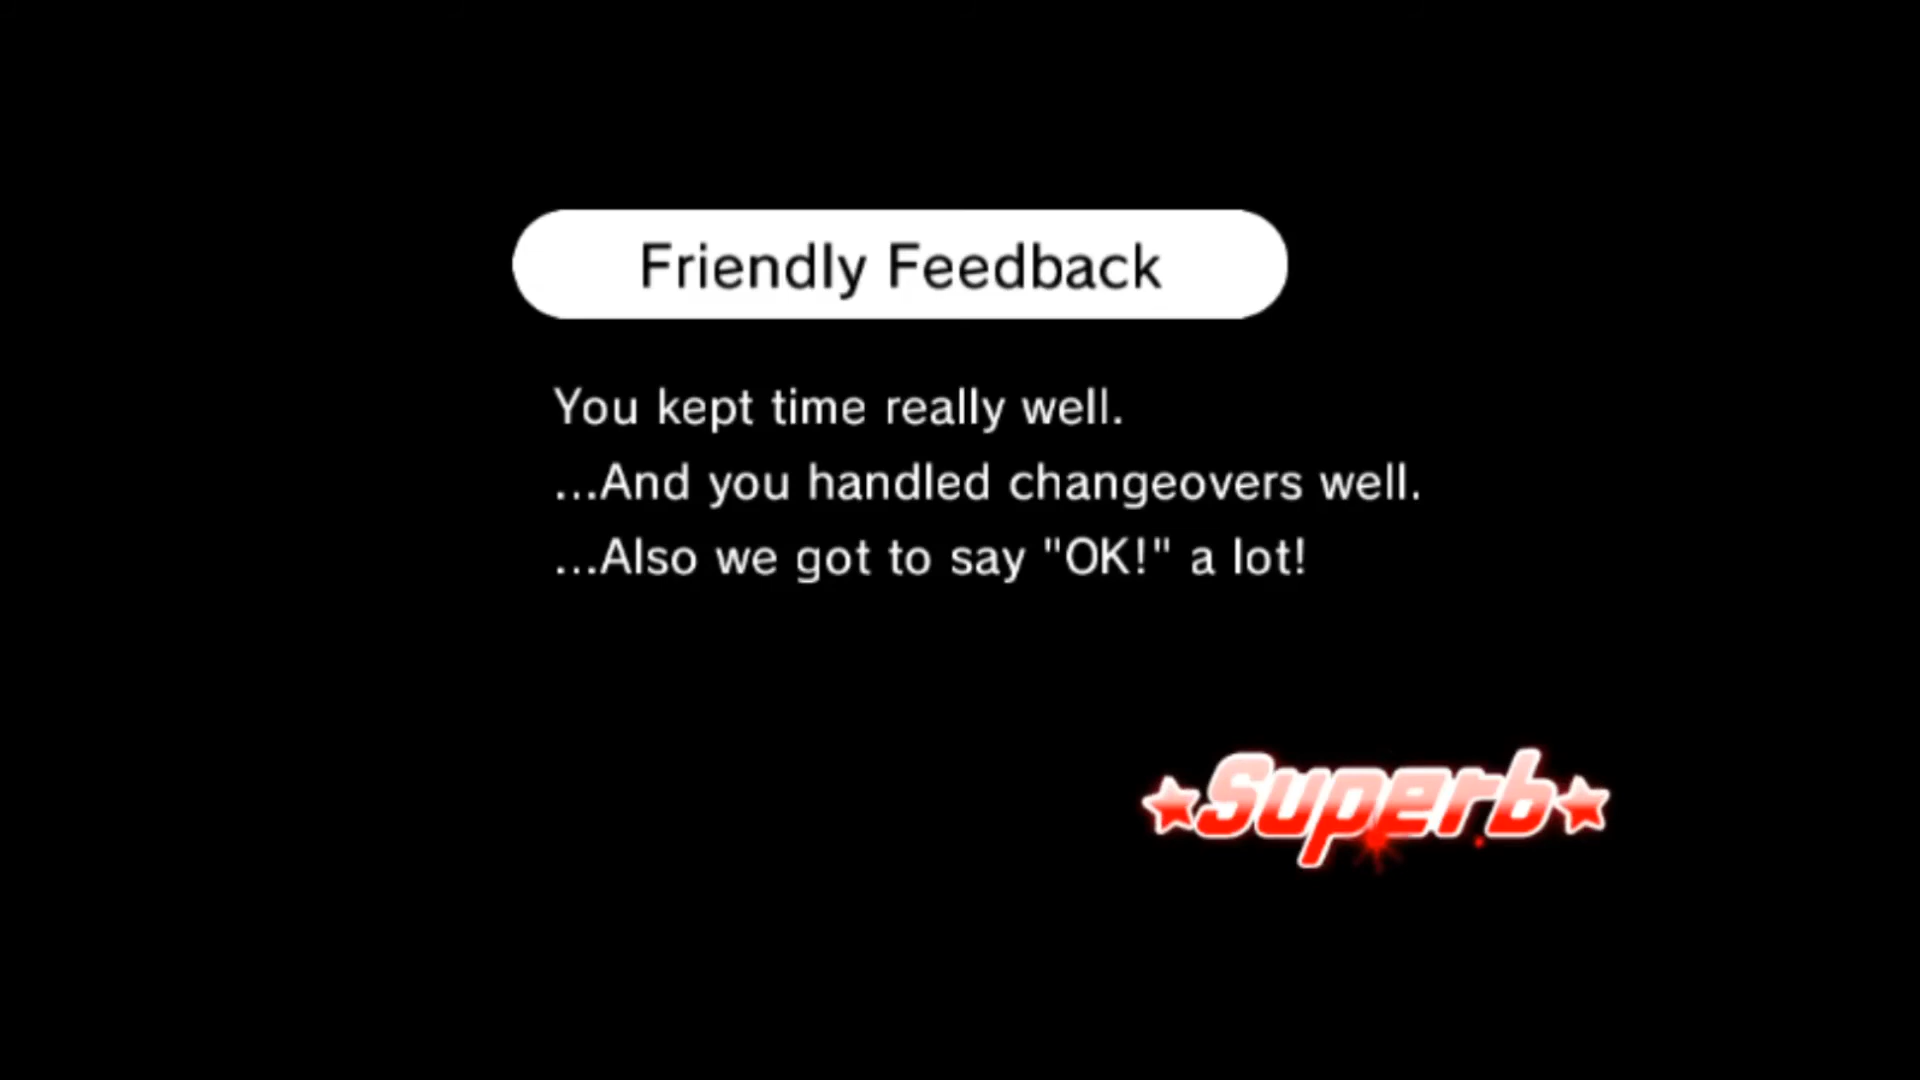 Friendly Feedback
You kept time really well.
...And you handled changeovers well.
...Also we got to say "OK!" a lot!
Superb